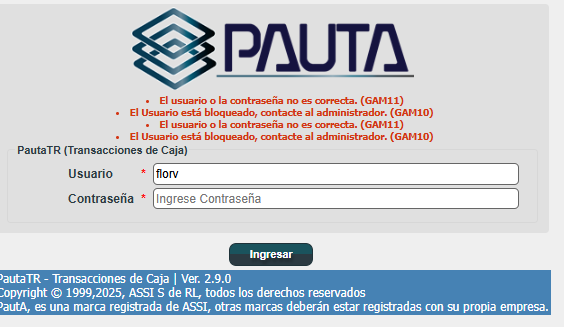 PAUTA
El usuario o la contraseña no es correcta. (GAM11)
El Usuario está bloqueado, contacte al administrador. (GAM10)
El usuario o la contraseña no es correcta. (GAM11)
El Usuario está bloqueado, contacte al administrador. (GAM10)
PautaTR (Transacciones de Caja)
Usuario * florv
Contraseña * Ingrese Contraseña
Ingresar
PautaTR - Transacciones de Caja | Ver. 2.9.0
Copyright © 1999,2025, ASSI S de RL, todos los derechos reservados
PautA, es una marca registrada de ASSI, otras marcas deberán estar registradas con su propia empresa.